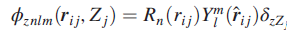 ϕ_{znlm}(r_{ij}, Z_j) = R_n(r_{ij})Y_l^m(r̂_{ij})δ_{zZ_j}